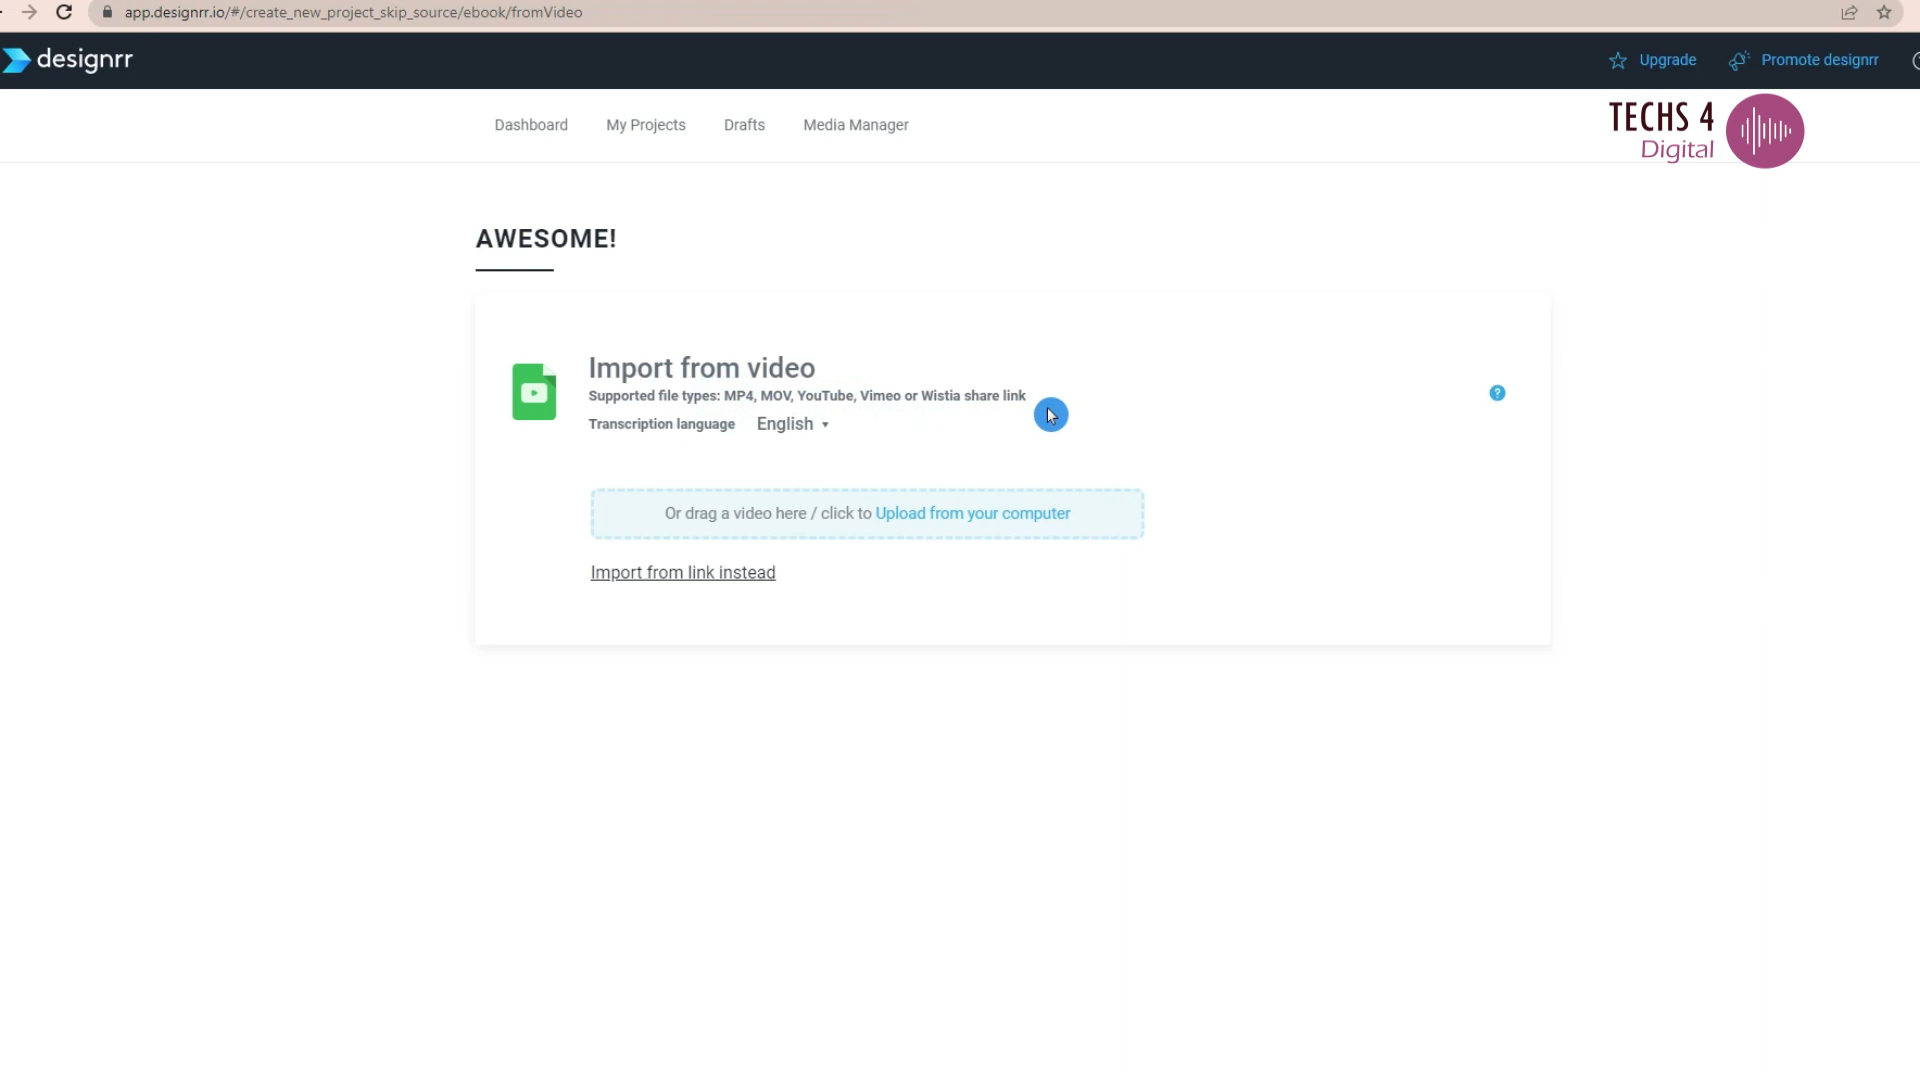 app.designrr.io/#/create_new_project_skip_source/ebook/fromVideo
designrr
Upgrade
Promote designrr
Dashboard
My Projects
Drafts
Media Manager
TECHS 4
Digital
AWESOME!
Import from video
Supported file types: MP4, MOV, YouTube, Vimeo or Wistia share link
Transcription language English
?
Or drag a video here / click to Upload from your computer
Import from link instead